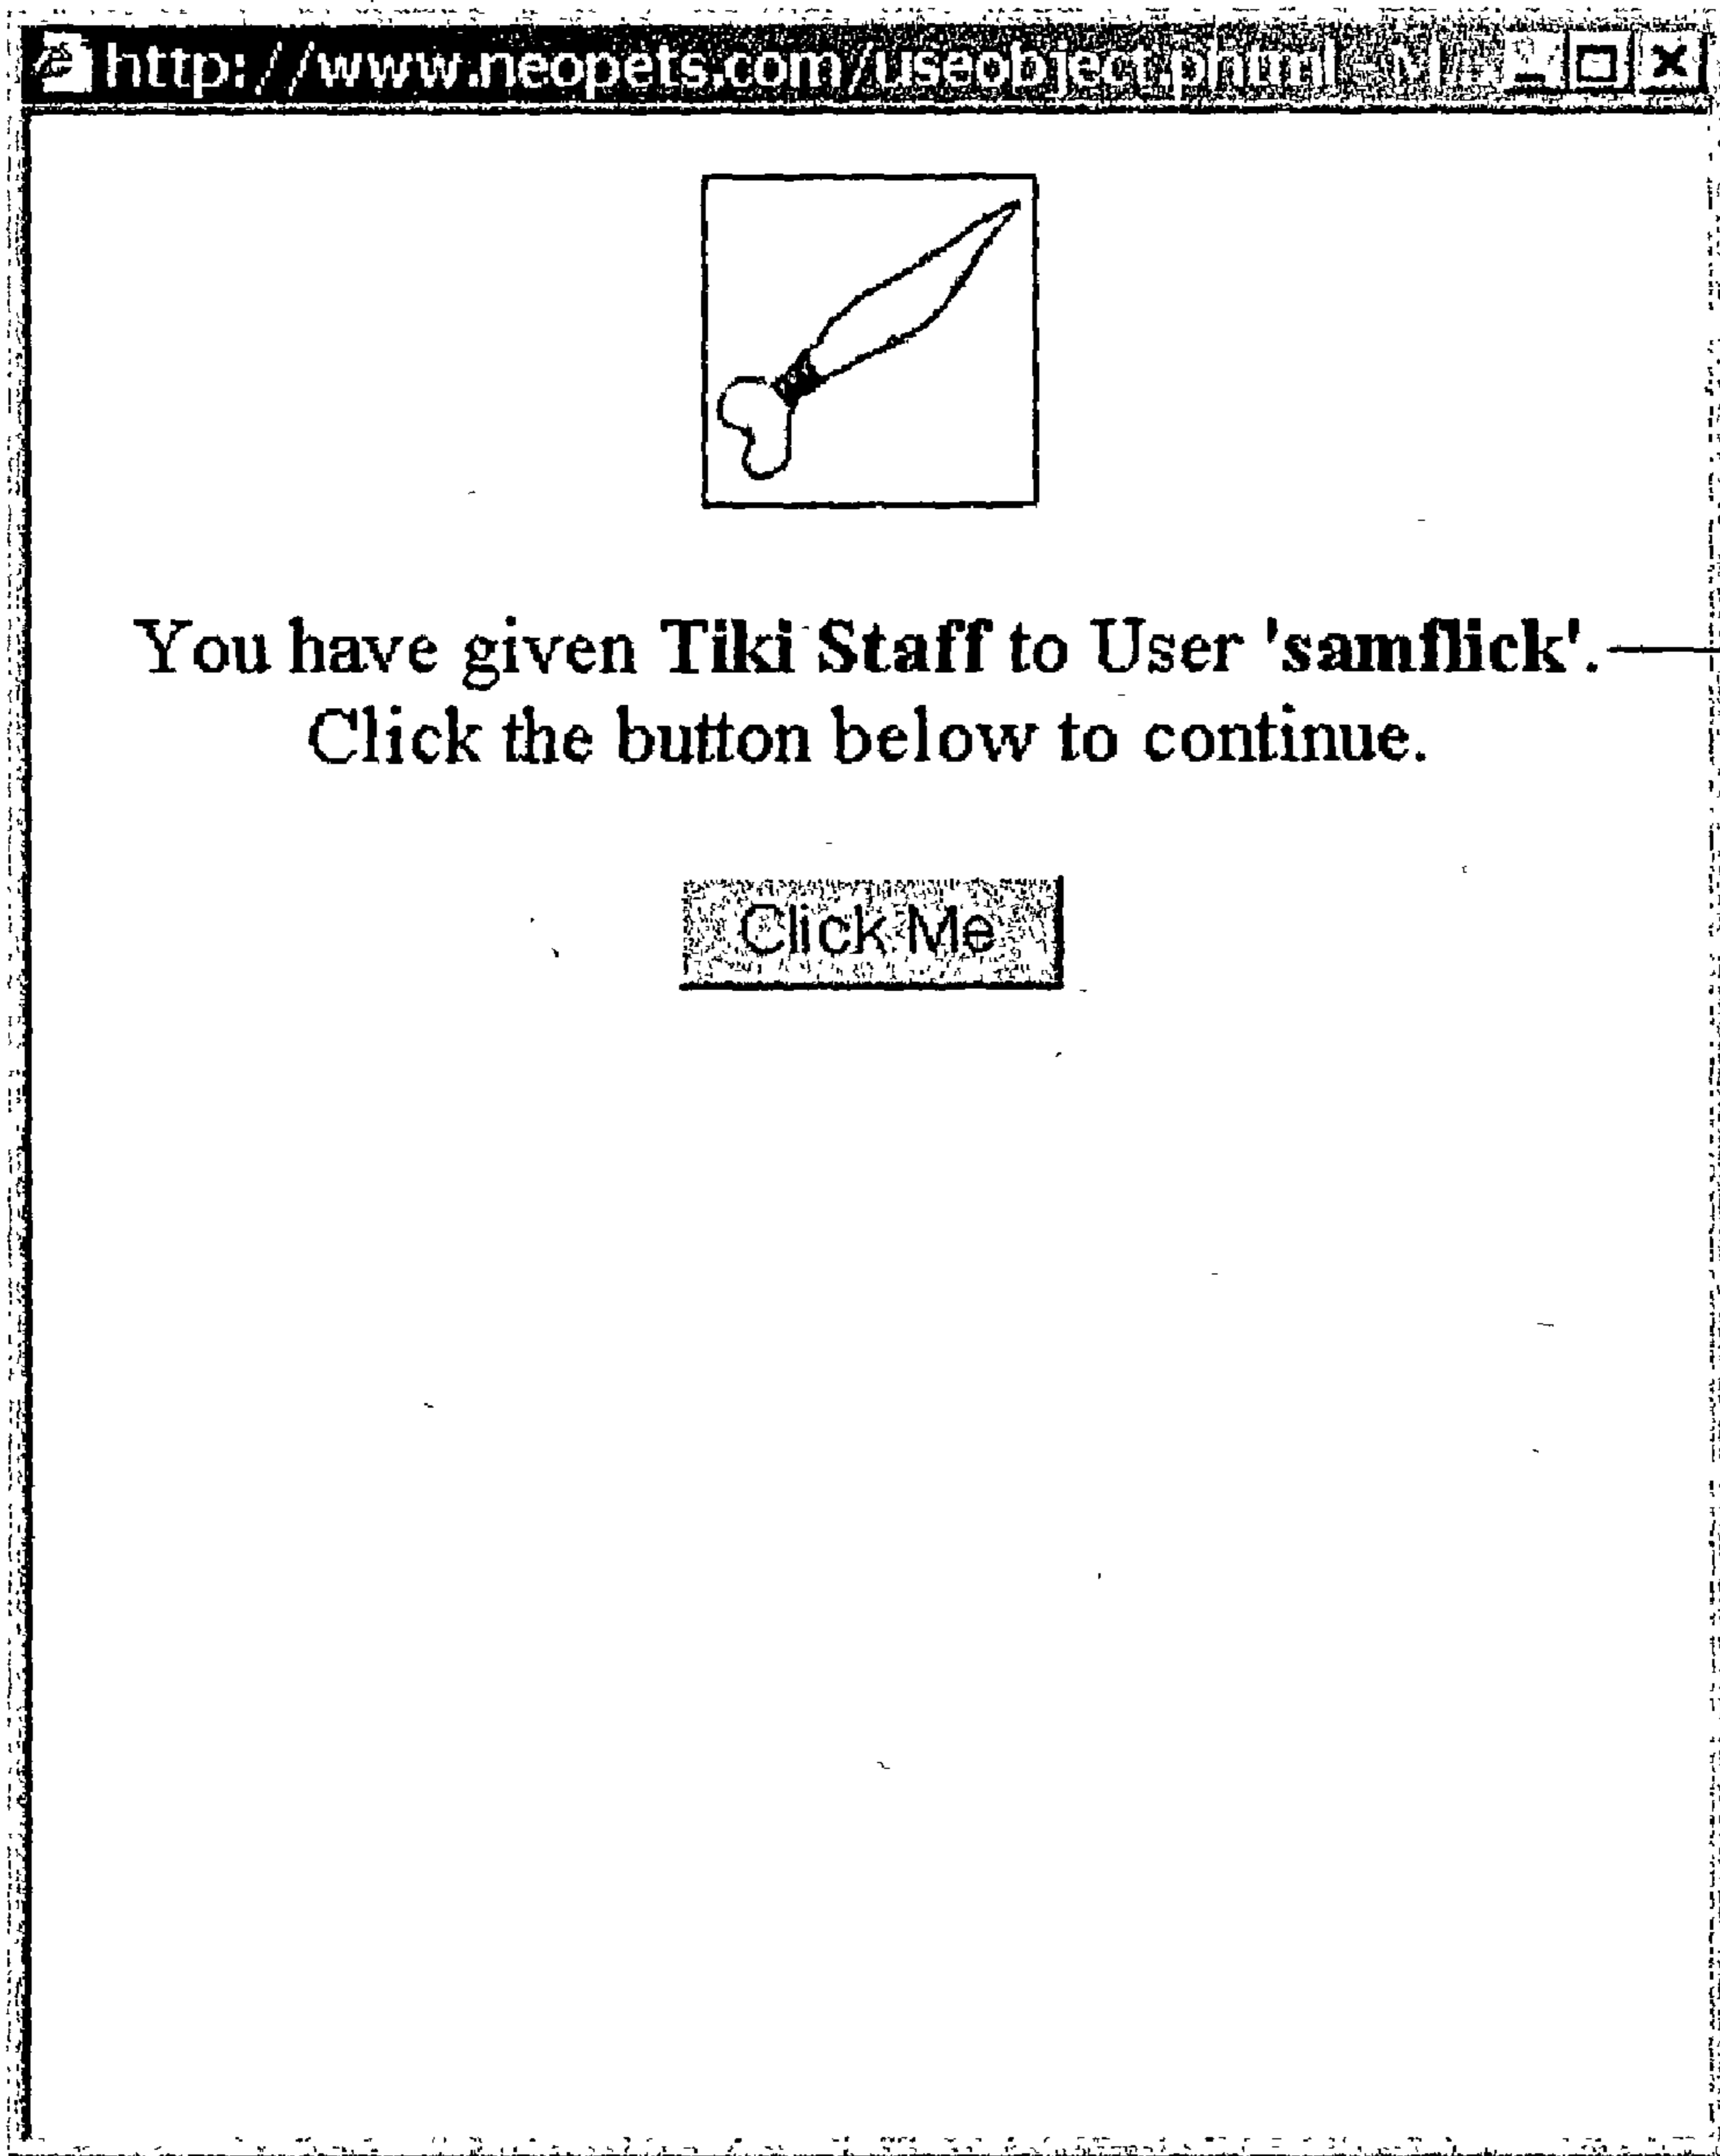 http://www.neopets.com/useobject.phtml - M
You have given Tiki Staff to User 'samflick'.
Click the button below to continue.
Click Me